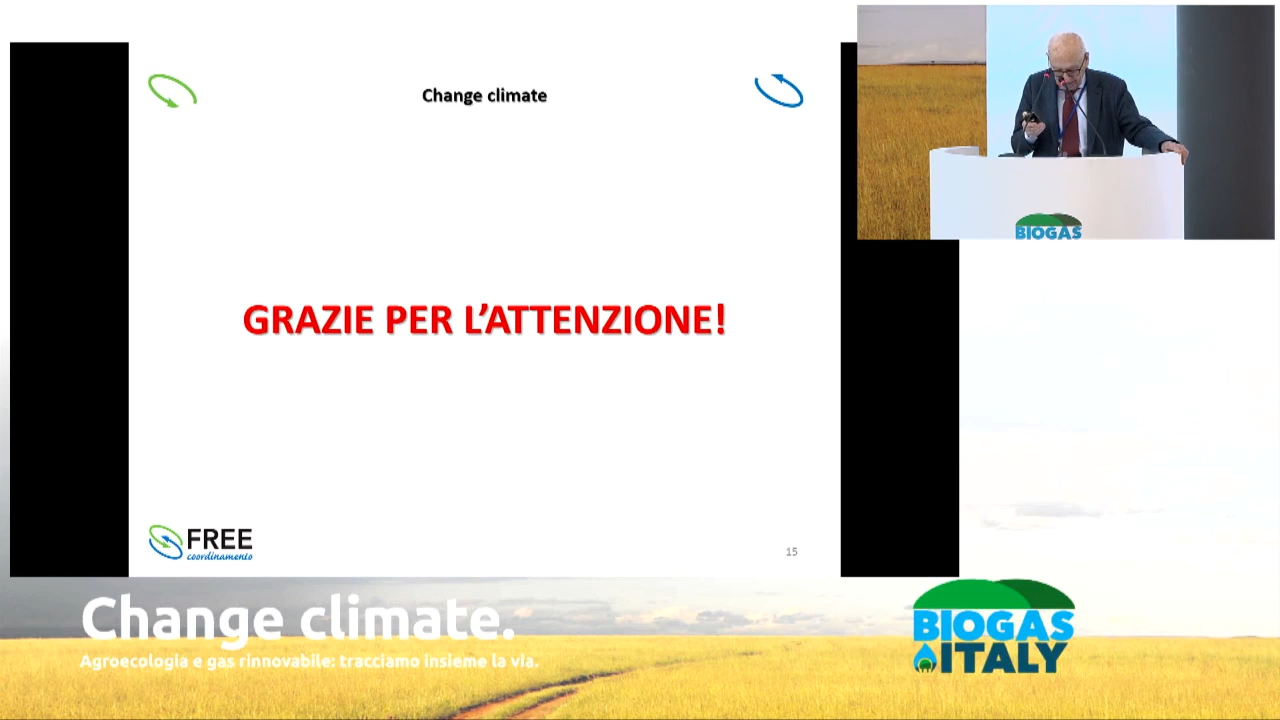 Change climate
GRAZIE PER L'ATTENZIONE!
FREE
coordinamento
15
BIOGAS
Change climate.
Agroecologia e gas rinnovabile: tracciamo insieme la via.
BIOGAS
ITALY